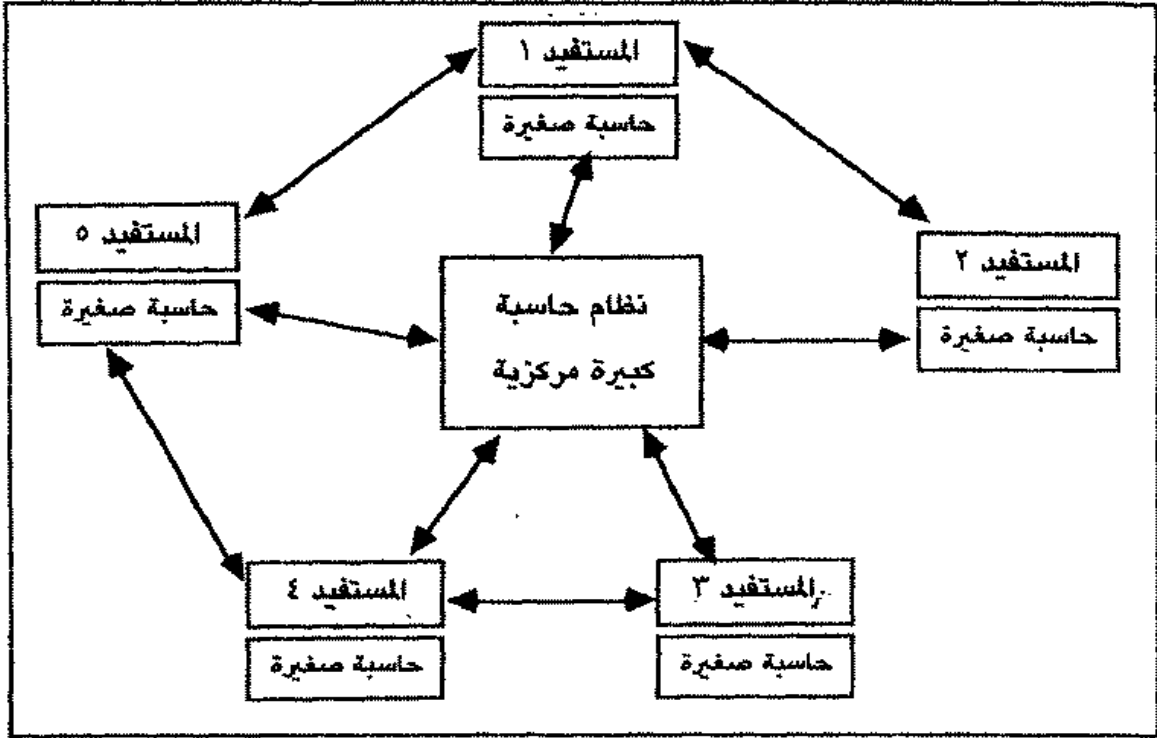 المستفيد ١
حاسبة صغيرة
المستفيد ٥
حاسبة صغيرة
المستفيد ٢
حاسبة صغيرة
نظام حاسبة
كبيرة مركزية
المستفيد ٤
حاسبة صغيرة
المستفيد ٣
حاسبة صغيرة